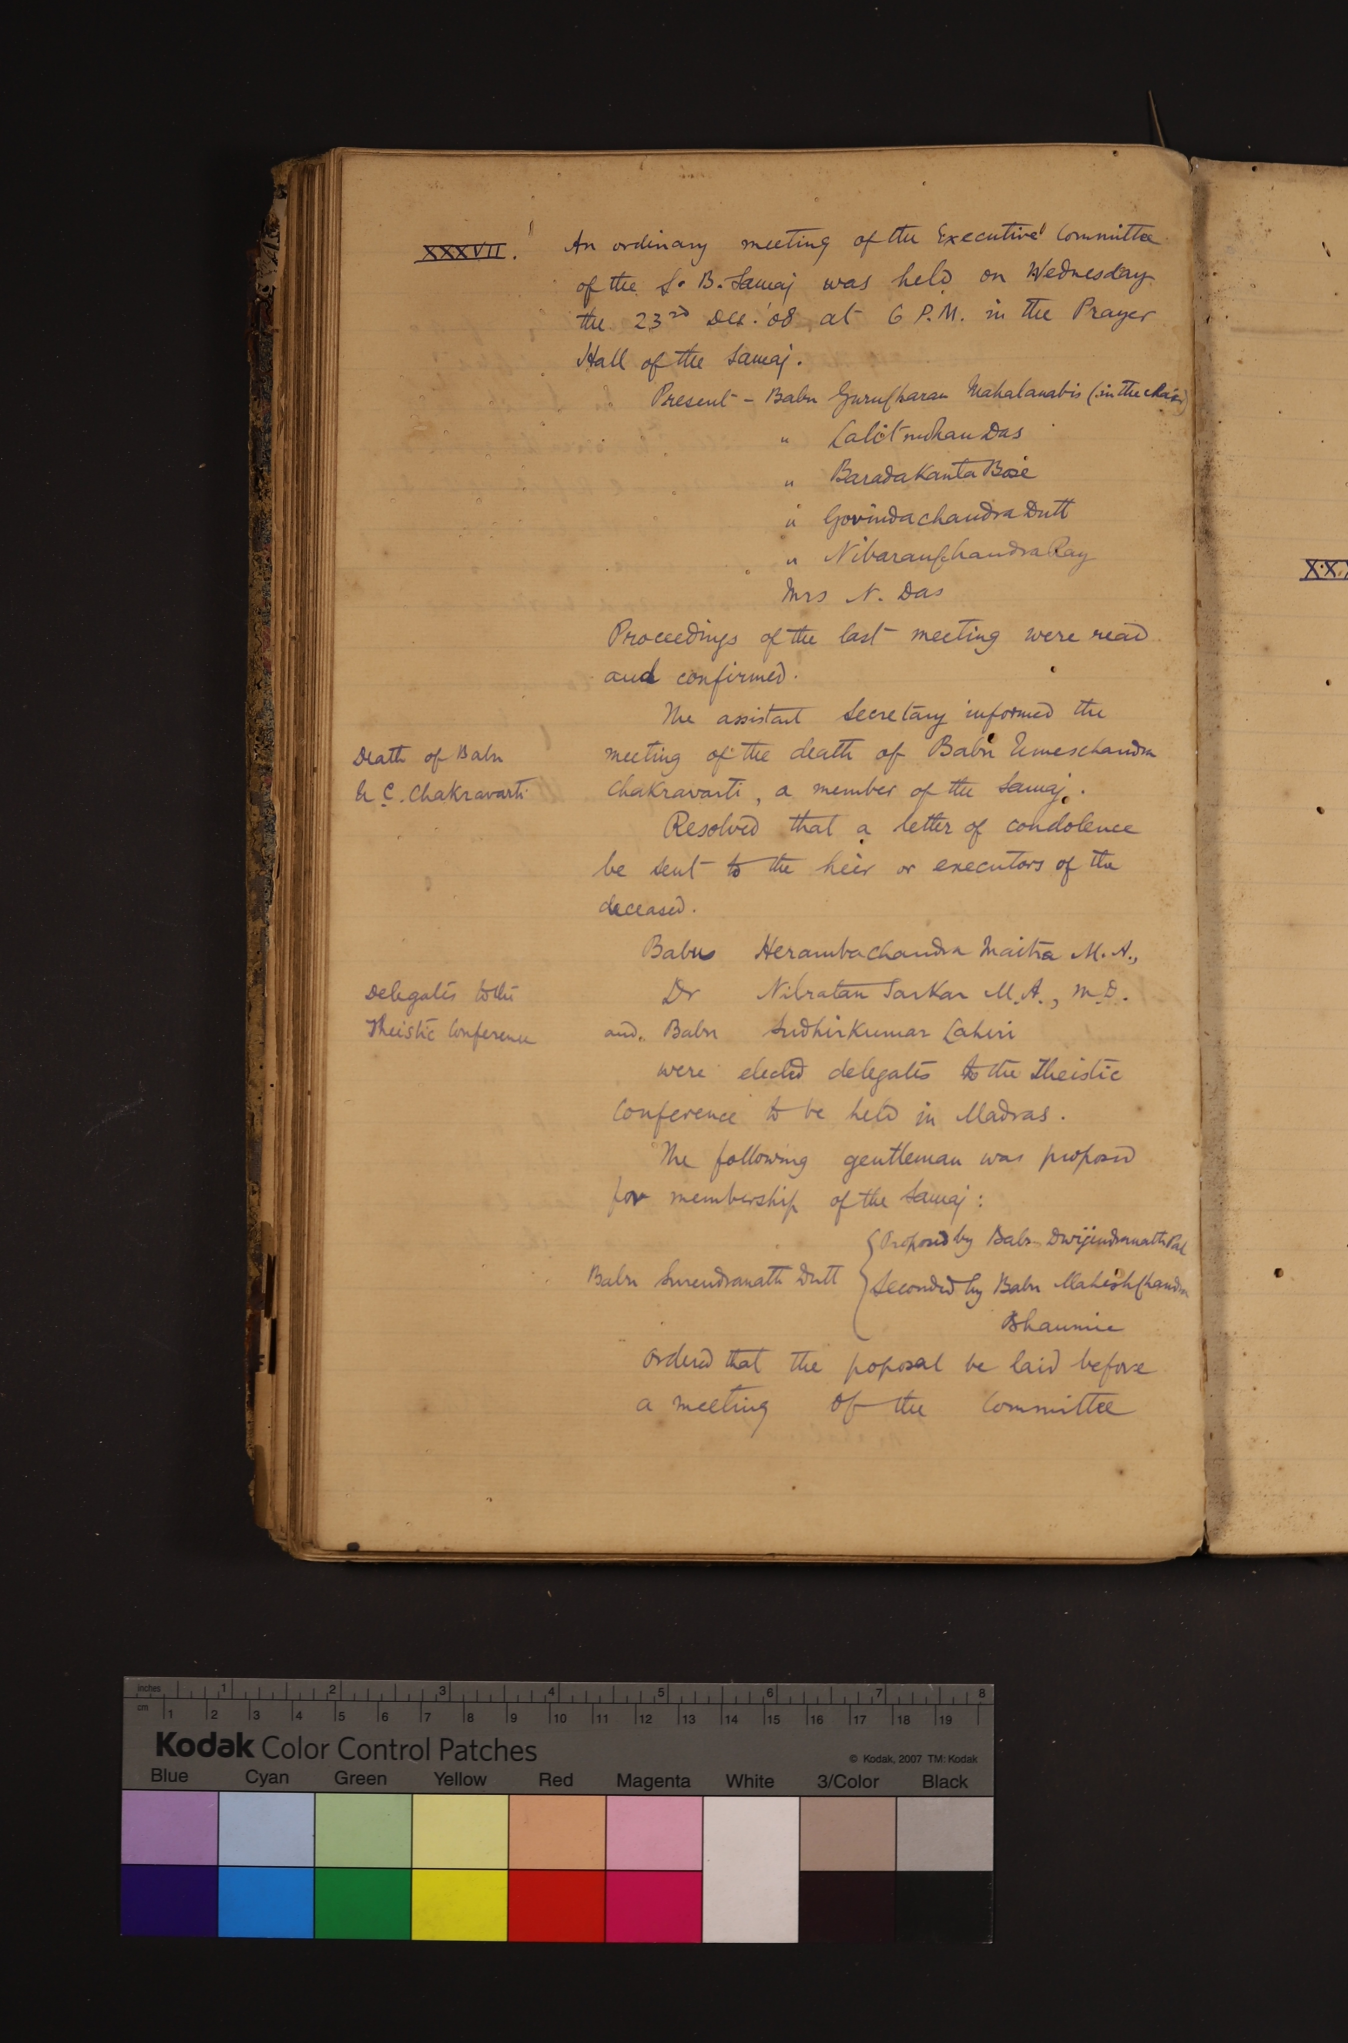 XXXVII. An ordinary meeting of the Executive Committee
of the S. B. Samaj was held on Wednesday
the 23rd Dec. '08 at 6 P.M. in the Prayer
Hall of the Samaj.
Present - Babu Gurucharan Mahalanabis (in the chair)
" Lalitmohan Das
" Baradakanta Bose
" Govindachandra Dutt
" Nibaranchandra Ray
Mrs N. Das
Proceedings of the last meeting were read
and confirmed.
The assistant Secretary informed the
Death of Babu
U. C. Chakravarti
meeting of the death of Babu Umeschandra
Chakravarti, a member of the Samaj.
Resolved that a letter of condolence
be sent to the heir or executors of the
deceased.
Babus Herambachandra Maitra M.A.,
Delegates to the
Theistic Conference
Dr Nilratan Sarkar M.A., M.D.
and Babu Sudhirkumar Lahiri
were elected delegates to the Theistic
Conference to be held in Madras.
The following gentleman was proposed
for membership of the Samaj:
Babu Surendranath Dutt
Proposed by Babu Dwijendranath Pal
Seconded by Babu Maheshchandra
Bhaumic
Ordered that the poposal be laid before
a meeting of the Committee
XX
inches 1 2 3 4 5 6 7 8
cm 1 2 3 4 5 6 7 8 9 10 11 12 13 14 15 16 17 18 19
Kodak Color Control Patches
© Kodak, 2007 TM: Kodak
Blue Cyan Green Yellow Red Magenta White 3/Color Black